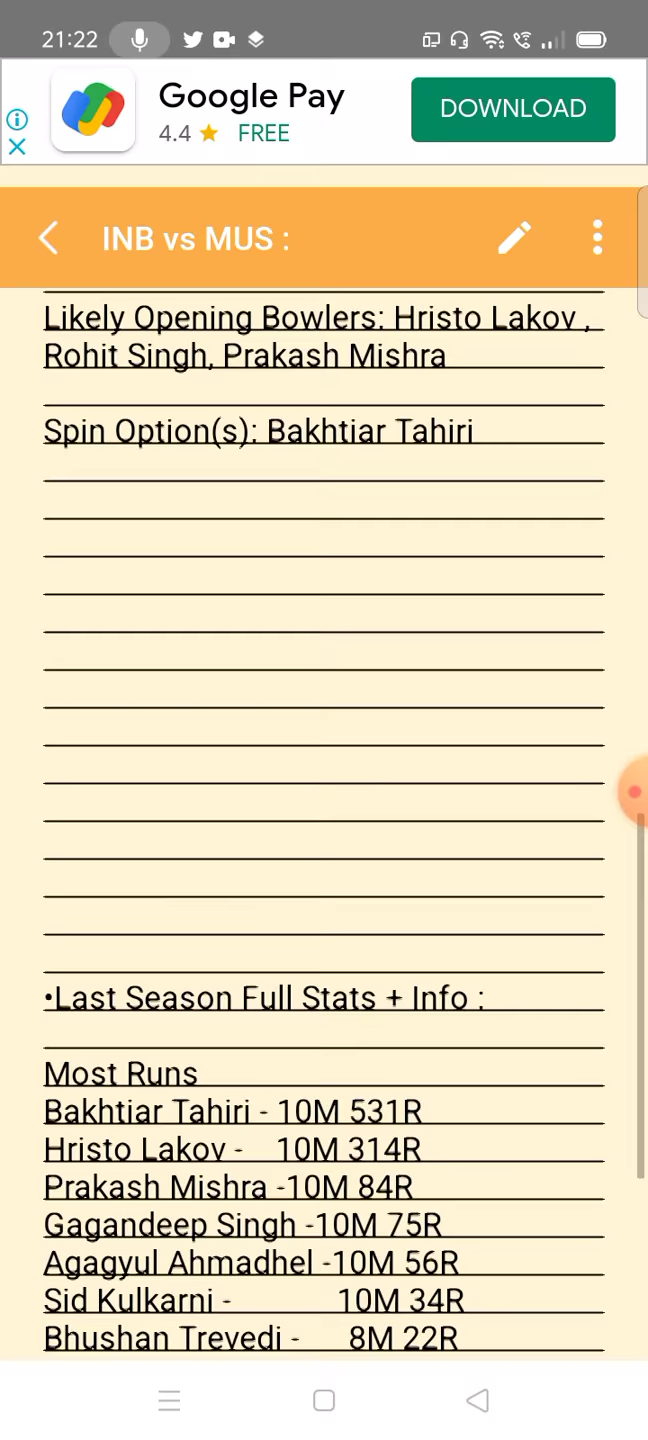 21:22
Google Pay
4.4 ★ FREE
DOWNLOAD
INB vs MUS :
Likely Opening Bowlers: Hristo Lakov ,
Rohit Singh, Prakash Mishra
Spin Option(s): Bakhtiar Tahiri
•Last Season Full Stats + Info :
Most Runs
Bakhtiar Tahiri - 10M 531R
Hristo Lakov - 10M 314R
Prakash Mishra -10M 84R
Gagandeep Singh -10M 75R
Agagyul Ahmadhel -10M 56R
Sid Kulkarni - 10M 34R
Bhushan Trevedi - 8M 22R